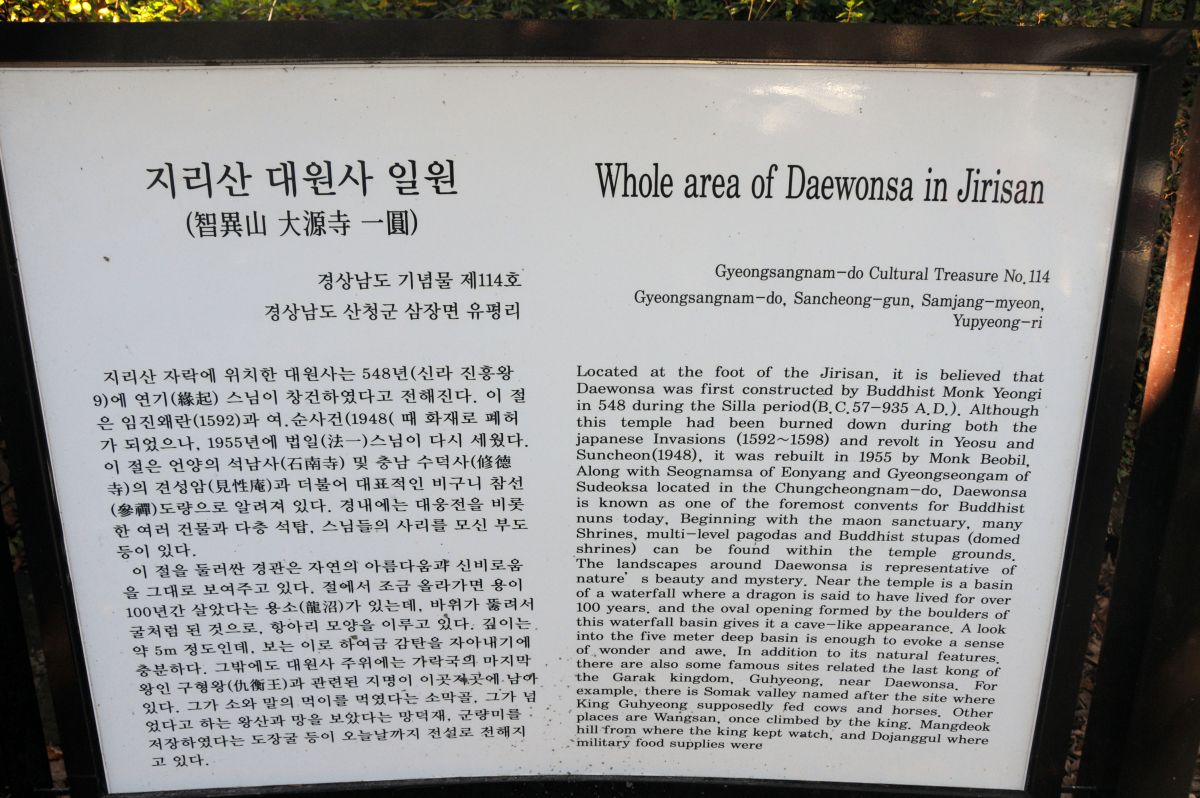 지리산 대원사 일원
(智異山 大源寺 一圓)
경상남도 기념물 제114호
경상남도 산청군 삼장면 유평리
지리산 자락에 위치한 대원사는 548년(신라 진흥왕
9)에 연기(緣起) 스님이 창건하였다고 전해진다. 이 절
은 임진왜란(1592)과 여.순사건(1948( 때 화재로 폐허
가 되었으나, 1955년에 법일(法一)스님이 다시 세웠다.
이 절은 언양의 석남사(石南寺) 및 충남 수덕사(修德
寺)의 견성암(見性庵)과 더불어 대표적인 비구니 참선
(參禪)도량으로 알려져 있다. 경내에는 대웅전을 비롯
한 여러 건물과 다층 석탑, 스님들의 사리를 모신 부도
등이 있다.
이 절을 둘러싼 경관은 자연의 아름다움과 신비로움
을 그대로 보여주고 있다. 절에서 조금 올라가면 용이
100년간 살았다는 용소(龍沼)가 있는데, 바위가 뚫려서
굴처럼 된 것으로, 항아리 모양을 이루고 있다. 깊이는
약 5m 정도인데, 보는 이로 하여금 감탄을 자아내기에
충분하다. 그밖에도 대원사 주위에는 가락국의 마지막
왕인 구형왕(仇衡王)과 관련된 지명이 이곳저곳에 남아
있다. 그가 소와 말의 먹이를 먹였다는 소막골, 그가 넘
었다고 하는 왕산과 망을 보았다는 망덕재, 군량미를
저장하였다는 도장굴 등이 오늘날까지 전설로 전해지
고 있다.
Whole area of Daewonsa in Jirisan
Gyeongsangnam-do Cultural Treasure No.114
Gyeongsangnam-do, Sancheong-gun, Samjang-myeon,
Yupyeong-ri
Located at the foot of the Jirisan, it is believed that
Daewonsa was first constructed by Buddhist Monk Yeongi
in 548 during the Silla period(B.C.57-935 A.D.). Although
this temple had been burned down during both the
japanese Invasions (1592~1598) and revolt in Yeosu and
Suncheon(1948), it was rebuilt in 1955 by Monk Beobil,
Along with Seognamsa of Eonyang and Gyeongseongam of
Sudeoksa located in the Chungcheongnam-do, Daewonsa
is known as one of the foremost convents for Buddhist
nuns today, Beginning with the maon sanctuary, many
Shrines, multi-level pagodas and Buddhist stupas (domed
shrines) can be found within the temple grounds.
The landscapes around Daewonsa is representative of
nature's beauty and mystery. Near the temple is a basin
of a waterfall where a dragon is said to have lived for over
100 years. and the oval opening formed by the boulders of
this waterfall basin gives it a cave-like appearance. A look
into the five meter deep basin is enough to evoke a sense
of wonder and awe. In addition to its natural features.
there are also some famous sites related the last kong of
the Garak kingdom, Guhyeong. near Daewonsa. For
example, there is Somak valley named after the site where
King Guhyeong supposedly fed cows and horses. Other
places are Wangsan, once climbed by the king, Mangdeok
hill from where the king kept watch, and Dojanggul where
military food supplies were